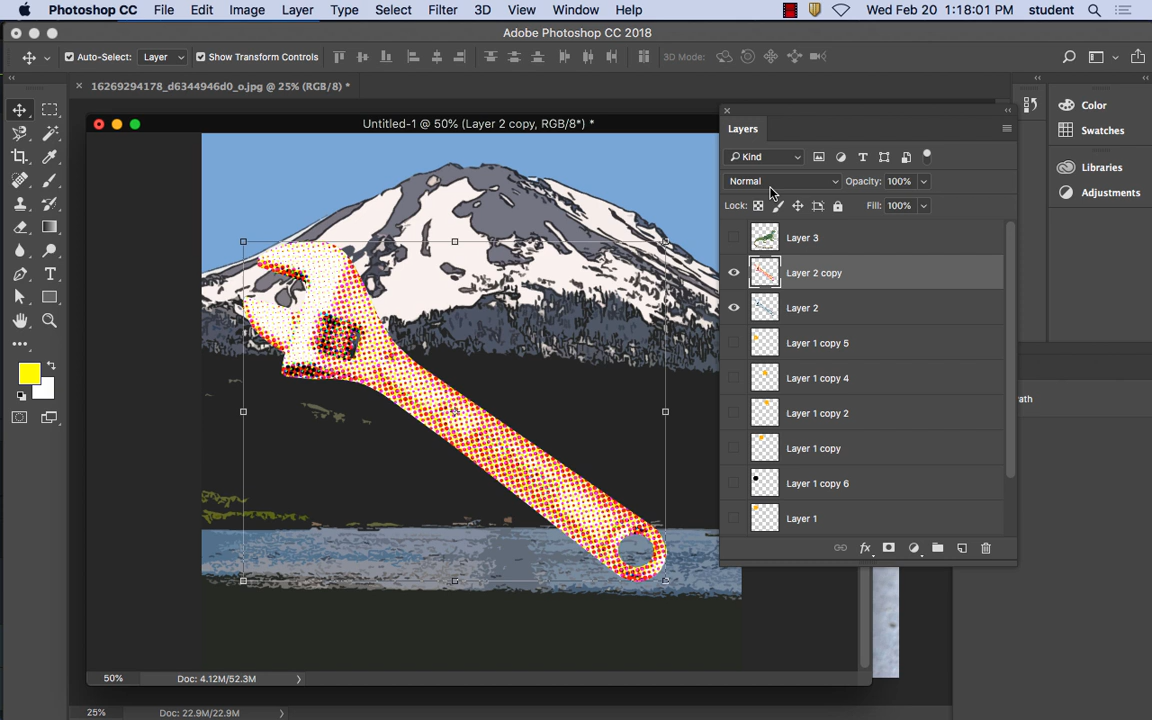 Photoshop CC File Edit Image Layer Type Select Filter 3D View Window Help Wed Feb 20 1:18:01 PM student
Adobe Photoshop CC 2018
Auto-Select: Layer Show Transform Controls 3D Mode:
× 16269294178_d6344946d0_o.jpg @ 25% (RGB/8) *
Untitled-1 @ 50% (Layer 2 copy, RGB/8*) *
Layers
Kind
Normal Opacity: 100%
Lock: Fill: 100%
Layer 3
Layer 2 copy
Layer 2
Layer 1 copy 5
Layer 1 copy 4
Layer 1 copy 2
Layer 1 copy
Layer 1 copy 6
Layer 1
fx
Color
Swatches
Libraries
Adjustments
ath
50% Doc: 4.12M/52.3M
25% Doc: 22.9M/22.9M